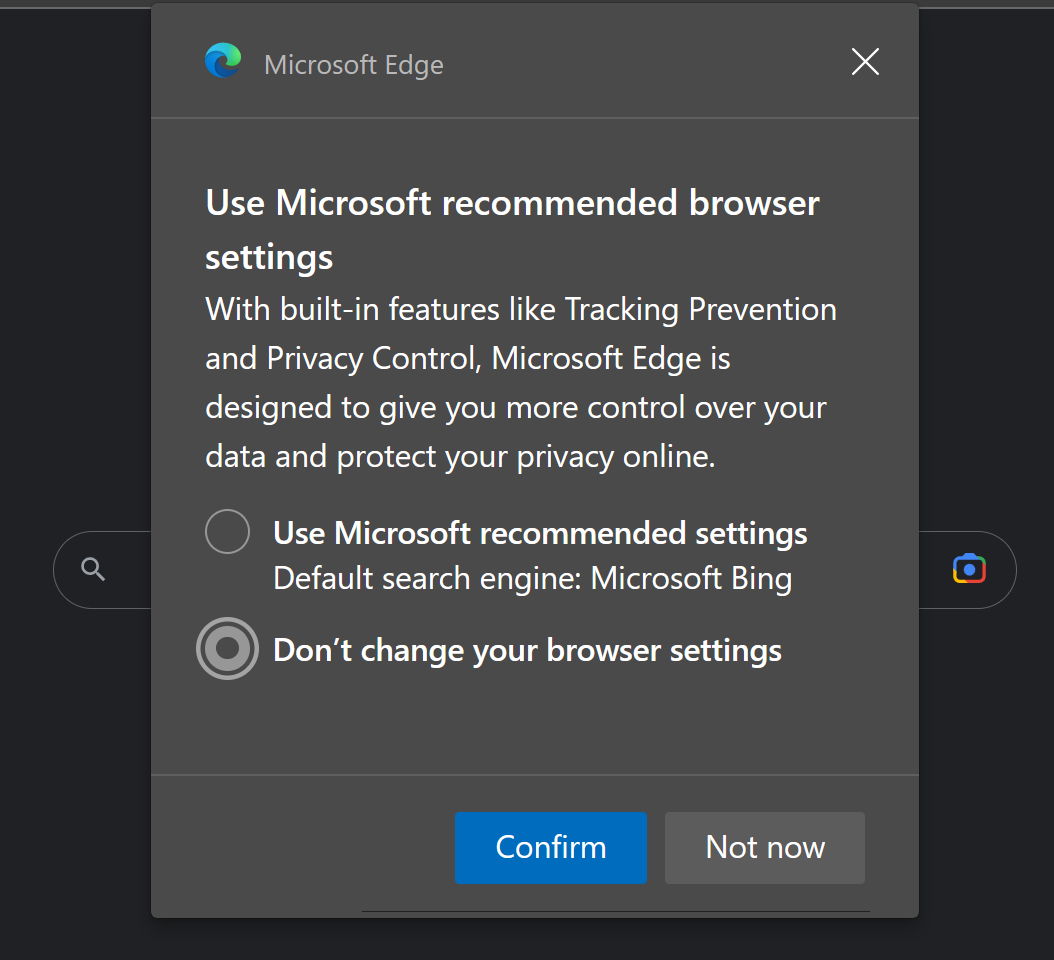 Microsoft Edge
Use Microsoft recommended browser
settings
With built-in features like Tracking Prevention
and Privacy Control, Microsoft Edge is
designed to give you more control over your
data and protect your privacy online.
Use Microsoft recommended settings
Default search engine: Microsoft Bing
Don’t change your browser settings
Confirm
Not now